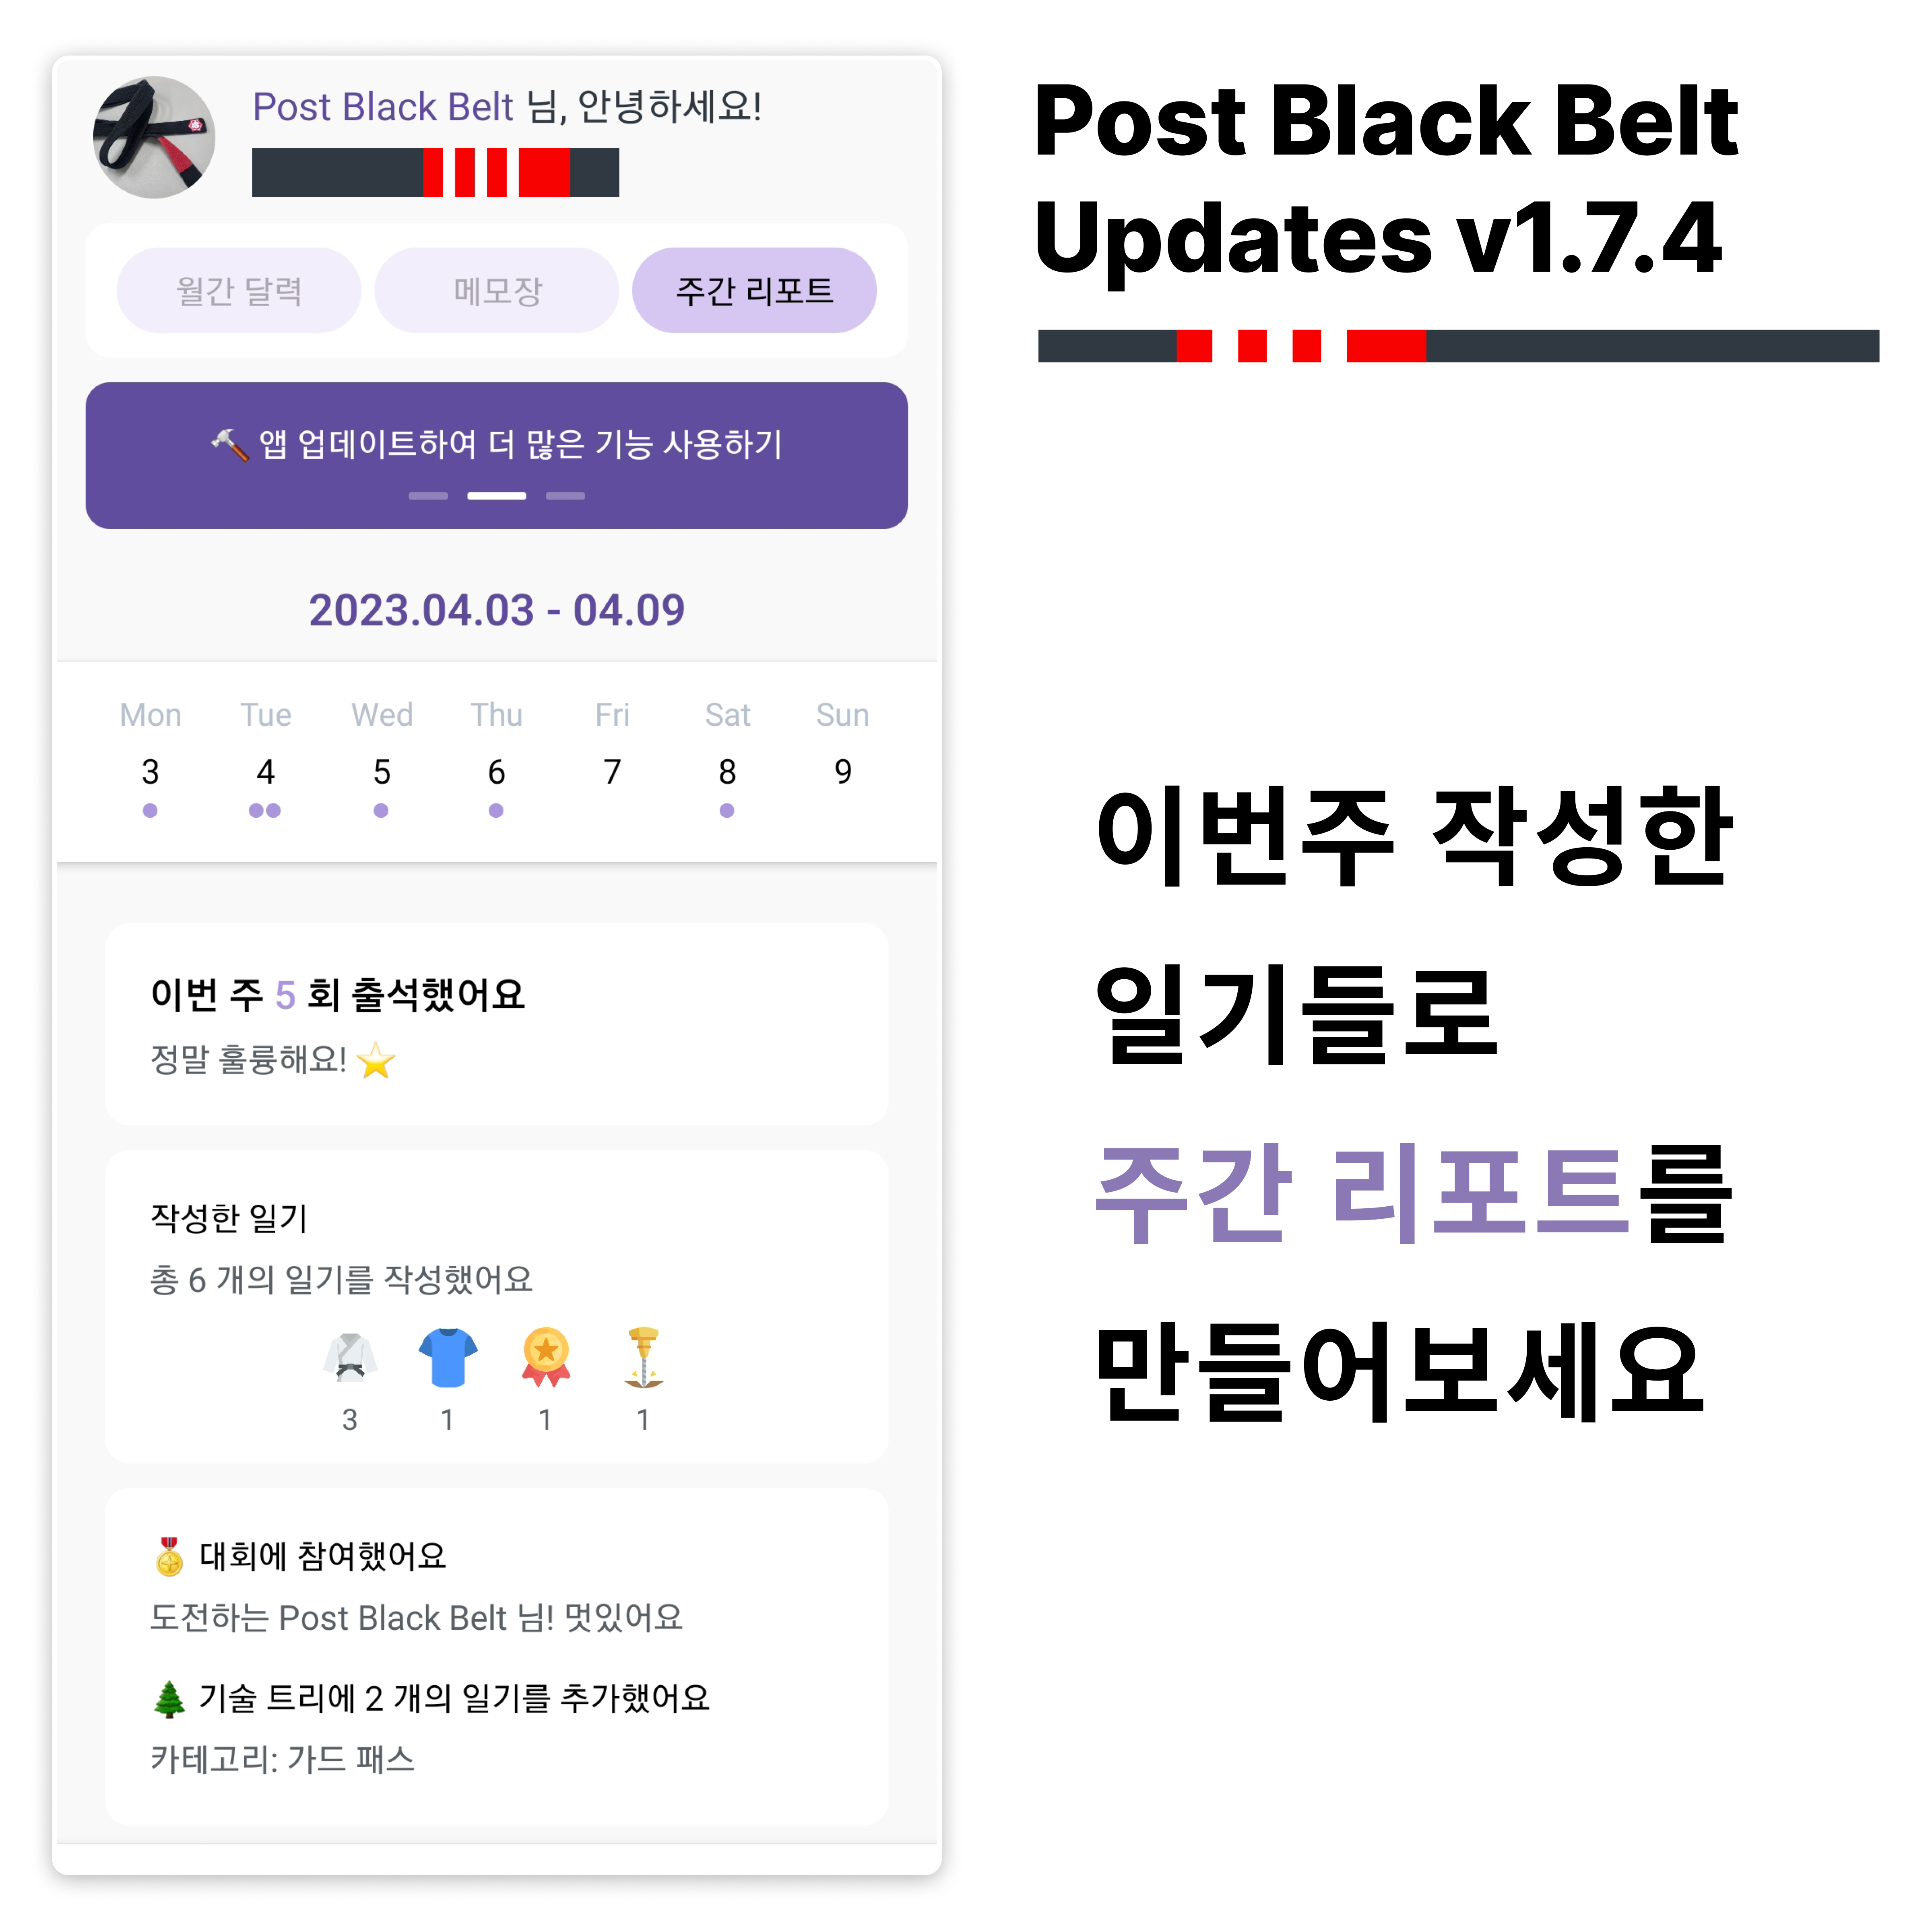 Post Black Belt 님, 안녕하세요!
월간 달력
메모장
주간 리포트
🔨 앱 업데이트하여 더 많은 기능 사용하기
2023.04.03 - 04.09
Mon Tue Wed Thu Fri Sat Sun
3 4 5 6 7 8 9
이번 주 5 회 출석했어요
정말 훌륭해요! ⭐
작성한 일기
총 6 개의 일기를 작성했어요
3 1 1 1
🏅 대회에 참여했어요
도전하는 Post Black Belt 님! 멋있어요
🌲 기술 트리에 2 개의 일기를 추가했어요
카테고리: 가드 패스
Post Black Belt
Updates v1.7.4
이번주 작성한
일기들로
주간 리포트를
만들어보세요